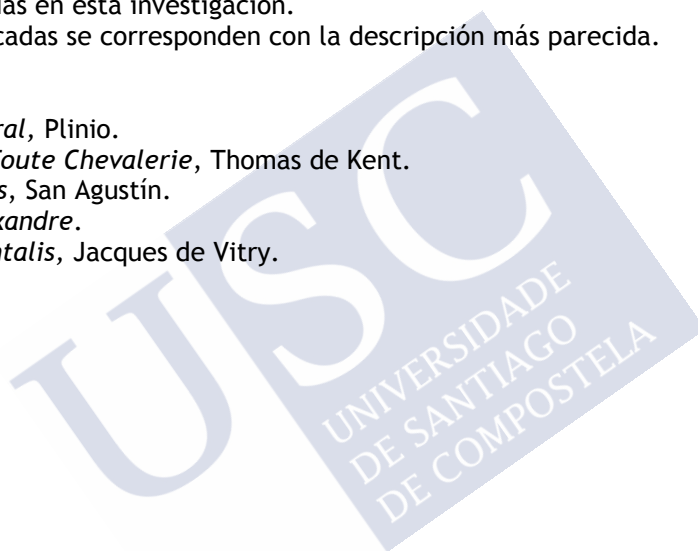 das en esta investigación.
cadas se corresponden con la descripción más parecida.
ral, Plinio.
Toute Chevalerie, Thomas de Kent.
s, San Agustín.
xandre.
ntalis, Jacques de Vitry.
USC
UNIVERSIDADE
DE SANTIAGO
DE COMPOSTELA